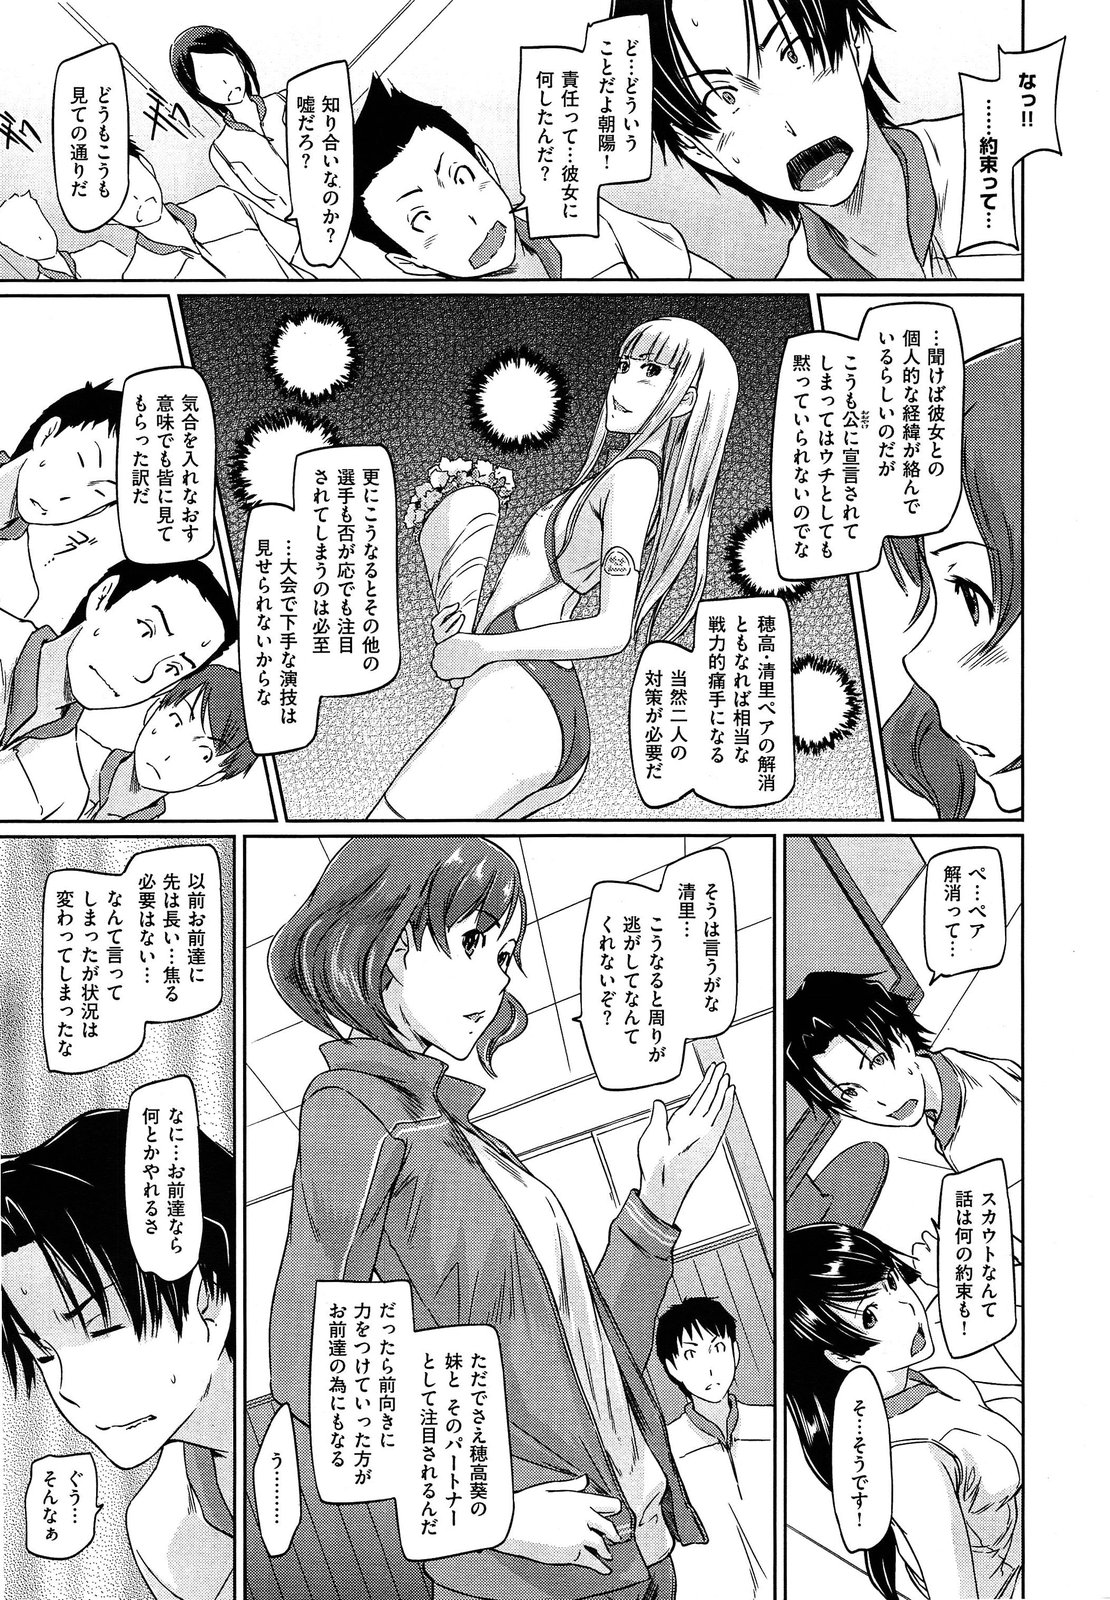 なっ!!
………約束って…
ど…どういう
ことだよ朝陽！
責任って…彼女に
何したんだ？
知り合いなのか？
嘘だろ？
どうもこうも
見ての通りだ
ギロッ
ギロッ
…聞けば彼女との
個人的な経緯が絡んで
いるらしいのだが
こうも公に宣言されて
しまってはウチとしても
黙っていられないのでな
穂高・清里ペアの解消
ともなれば相当な
戦力的痛手になる
当然二人の
対策が必要だ
更にこうなるとその他の
選手も否が応でも注目
されてしまうのは必至
…大会で下手な演技は
見せられないからな
気合を入れなおす
意味でも皆に見て
もらった訳だ
ペ…ペア
解消って…
スカウトなんて
話は何の約束も！
そ…そうです！
そうは言うがな
清里…
こうなると周りが
逃がしてなんて
くれないぞ？
ただでさえ穂高葵の
妹と そのパートナー
として注目されるんだ
だったら前向きに
力をつけていった方が
お前達の為にもなる
う………
以前お前達に
先は長い…焦る
必要はない…
なんて言って
しまったが状況は
変わってしまったな
なに…お前達なら
何とかやれるさ
ぐぅ…
そんなぁ